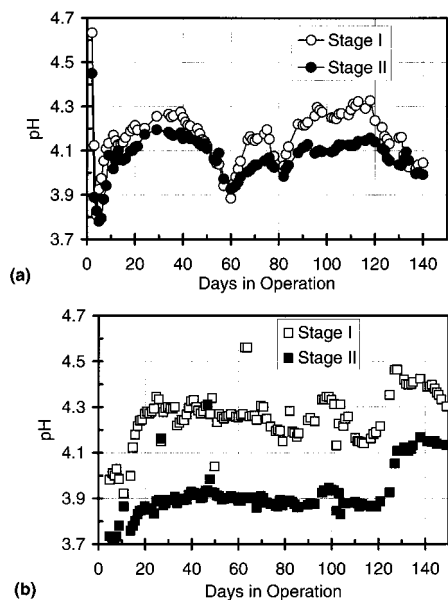 4.7
4.5
4.3
4.1
3.9
3.7
pH
Stage I
Stage II
0 20 40 60 80 100 120 140
(a)
Days in Operation
4.7
4.5
4.3
4.1
3.9
3.7
pH
Stage I
Stage II
0 20 40 60 80 100 120 140
(b)
Days in Operation